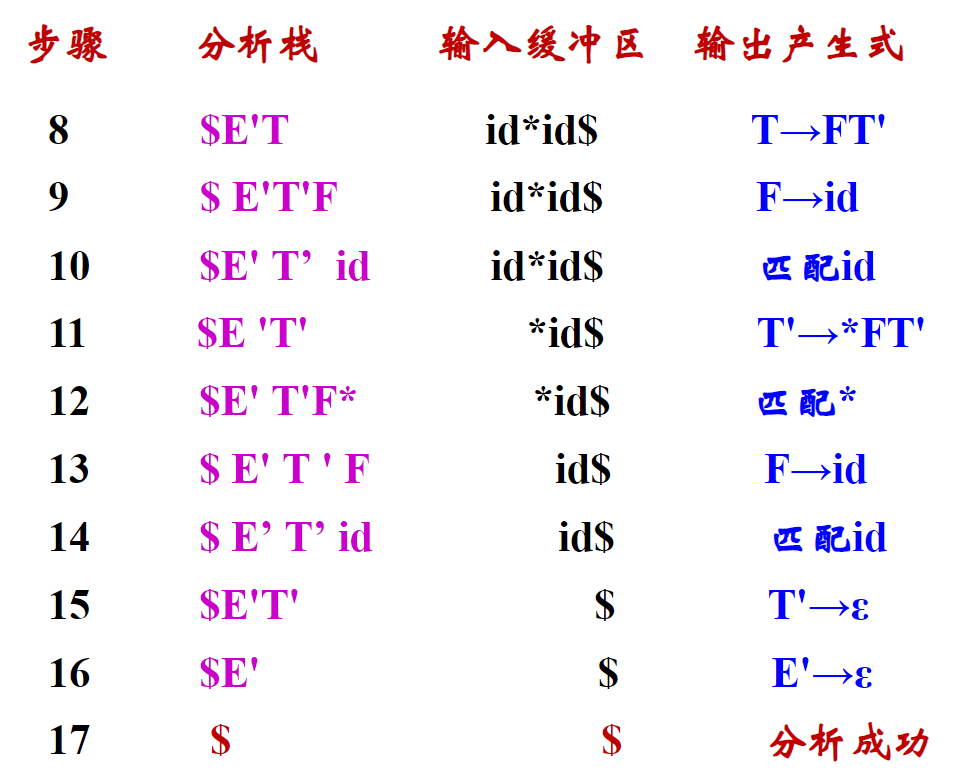 步骤 分析栈 输入缓冲区 输出产生式
8 $E'T id*id$ T→FT'
9 $ E'T'F id*id$ F→id
10 $E' T’ id id*id$ 匹配id
11 $E 'T' *id$ T'→*FT'
12 $E' T'F* *id$ 匹配*
13 $ E' T ' F id$ F→id
14 $ E’ T’ id id$ 匹配id
15 $E'T' $ T'→ε
16 $E' $ E'→ε
17 $ $ 分析成功